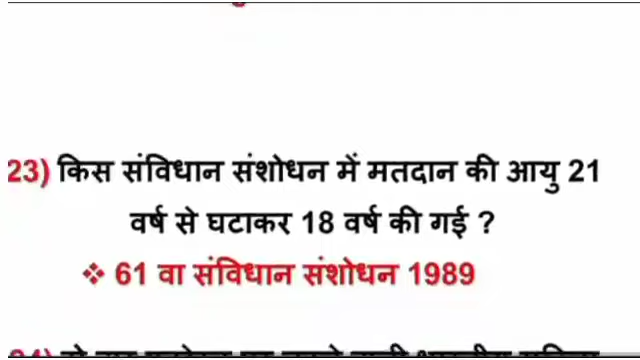 23) किस संविधान संशोधन में मतदान की आयु 21
वर्ष से घटाकर 18 वर्ष की गई ?
❖ 61 वा संविधान संशोधन 1989